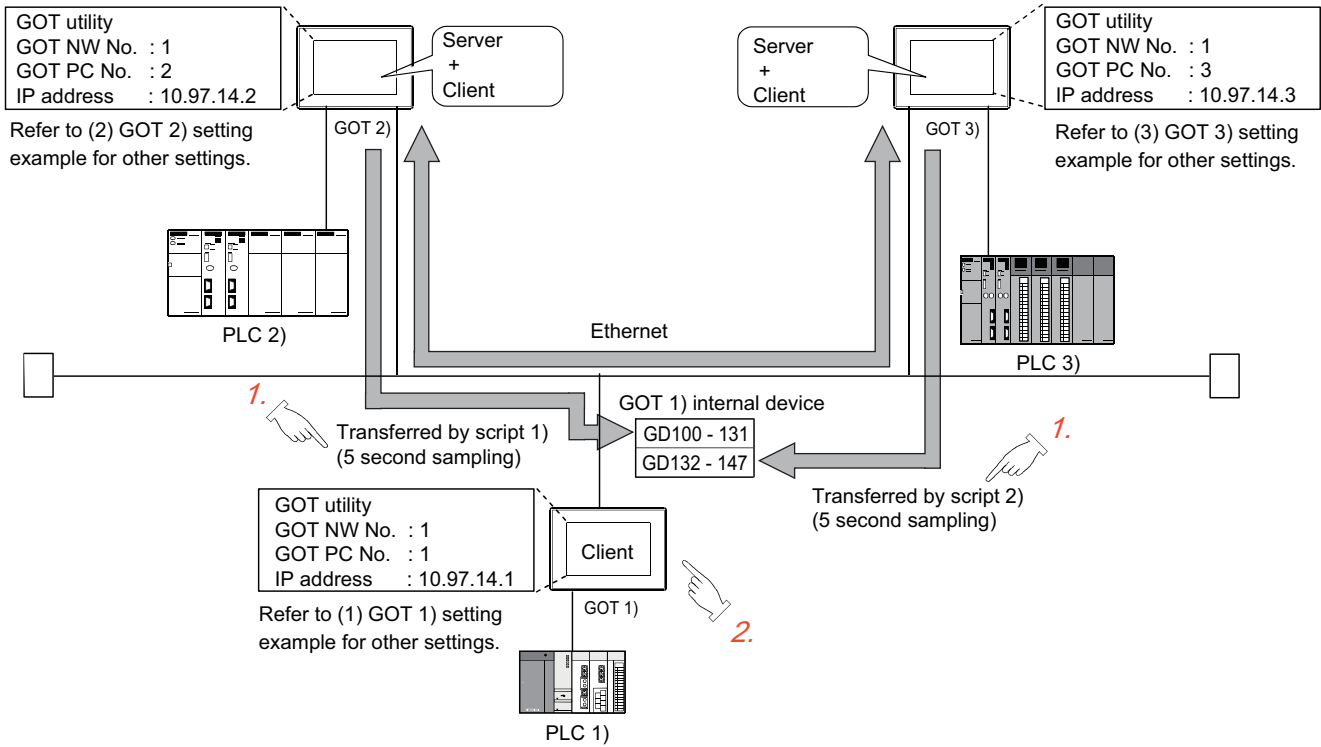 GOT utility
GOT NW No. : 1
GOT PC No. : 2
IP address : 10.97.14.2
Refer to (2) GOT 2) setting
example for other settings.
Server
+
Client
GOT 2)
Server
+
Client
GOT 3)
GOT utility
GOT NW No. : 1
GOT PC No. : 3
IP address : 10.97.14.3
Refer to (3) GOT 3) setting
example for other settings.
PLC 2)
Ethernet
PLC 3)
1.
Transferred by script 1)
(5 second sampling)
GOT 1) internal device
GD100 - 131
GD132 - 147
1.
Transferred by script 2)
(5 second sampling)
GOT utility
GOT NW No. : 1
GOT PC No. : 1
IP address : 10.97.14.1
Refer to (1) GOT 1) setting
example for other settings.
Client
GOT 1)
2.
PLC 1)